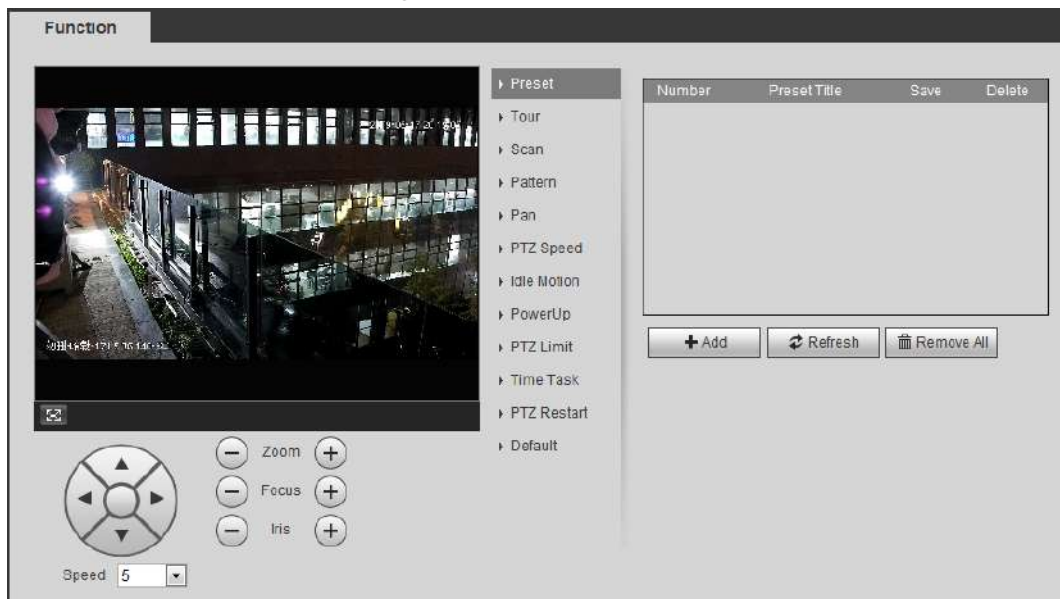 Function
Preset
Tour
Scan
Pattern
Pan
PTZ Speed
Idle Motion
PowerUp
PTZ Limit
Time Task
PTZ Restart
Default
Number Preset Title Save Delete
Add Refresh Remove All
Zoom
Focus
Iris
Speed 5